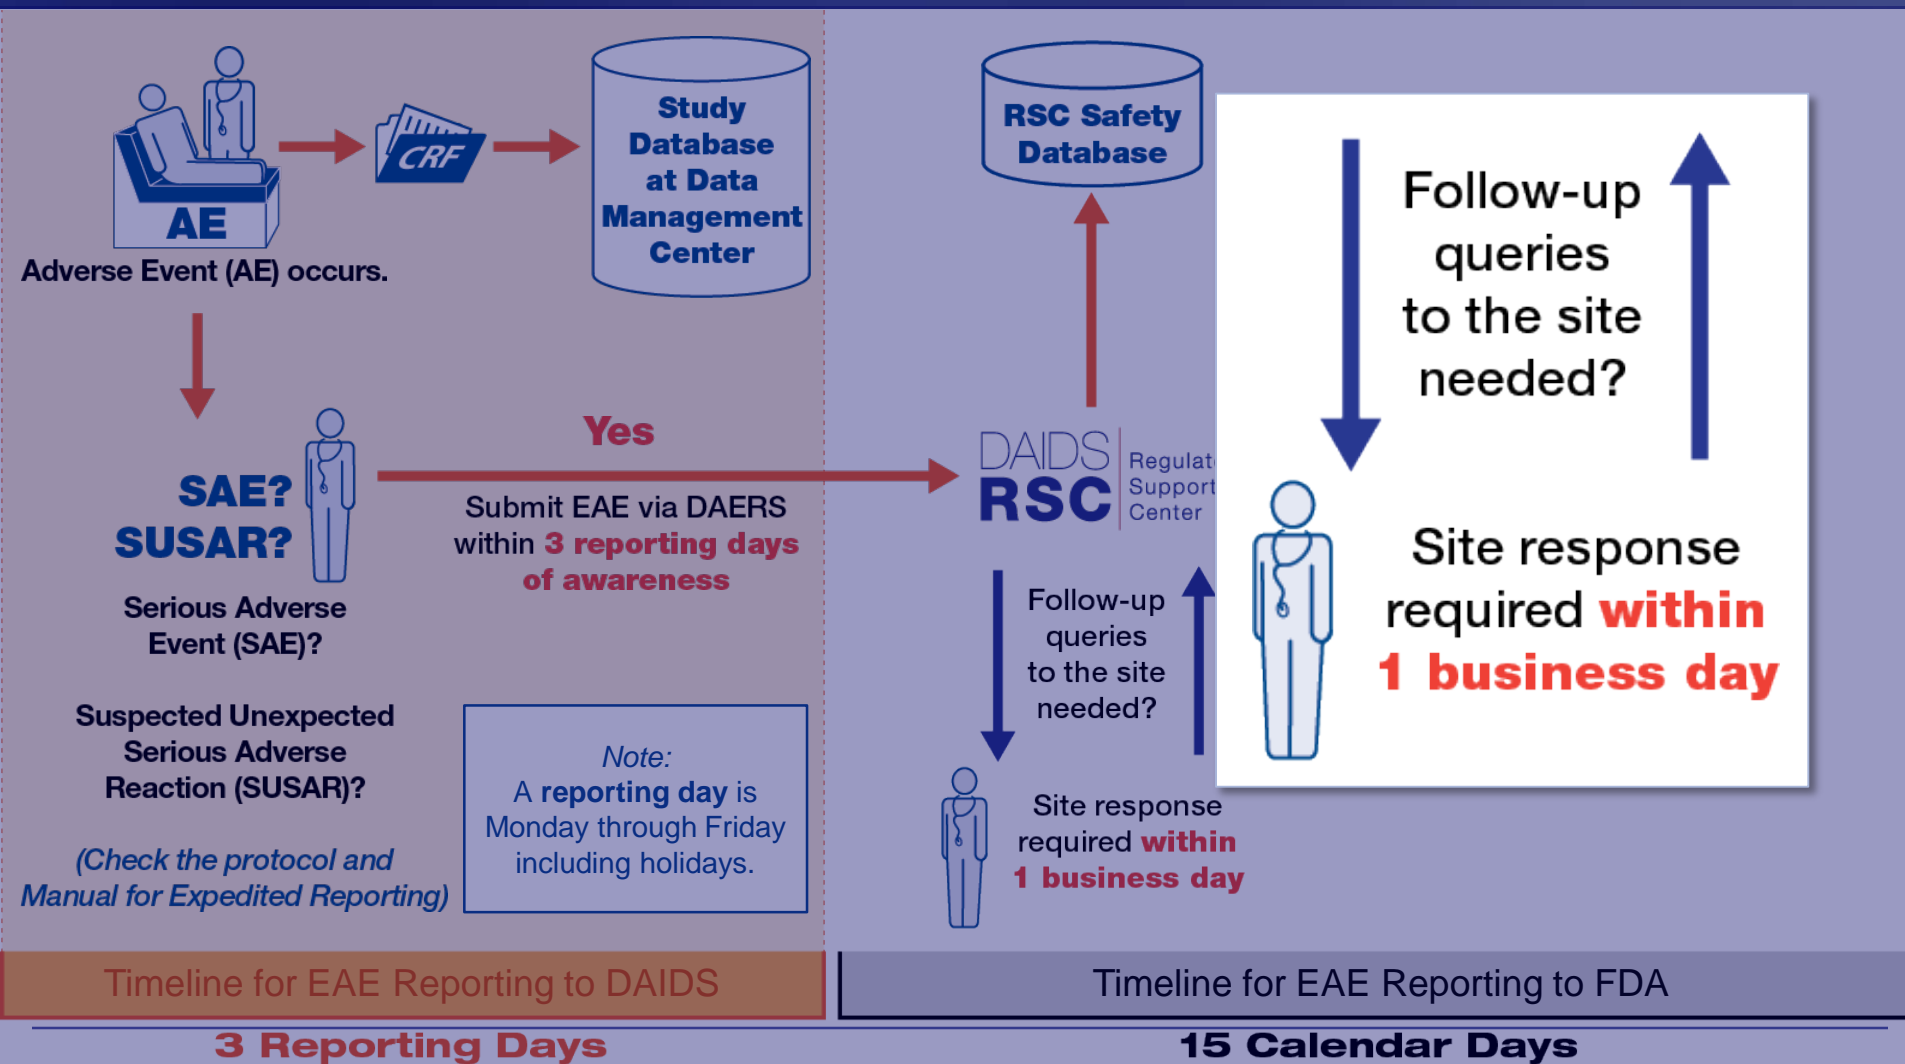 AE
Adverse Event (AE) occurs.
CRF
Study
Database
at Data
Management
Center
SAE?
SUSAR?
Serious Adverse
Event (SAE)?
Suspected Unexpected
Serious Adverse
Reaction (SUSAR)?
(Check the protocol and
Manual for Expedited Reporting)
Yes
Submit EAE via DAERS
within 3 reporting days
of awareness
Note:
A reporting day is
Monday through Friday
including holidays.
RSC Safety
Database
DAIDS
RSC
Regulat
Support
Center
Follow-up
queries
to the site
needed?
Site response
required within
1 business day
Follow-up
queries
to the site
needed?
Site response
required within
1 business day
Timeline for EAE Reporting to DAIDS
Timeline for EAE Reporting to FDA
3 Reporting Days
15 Calendar Days